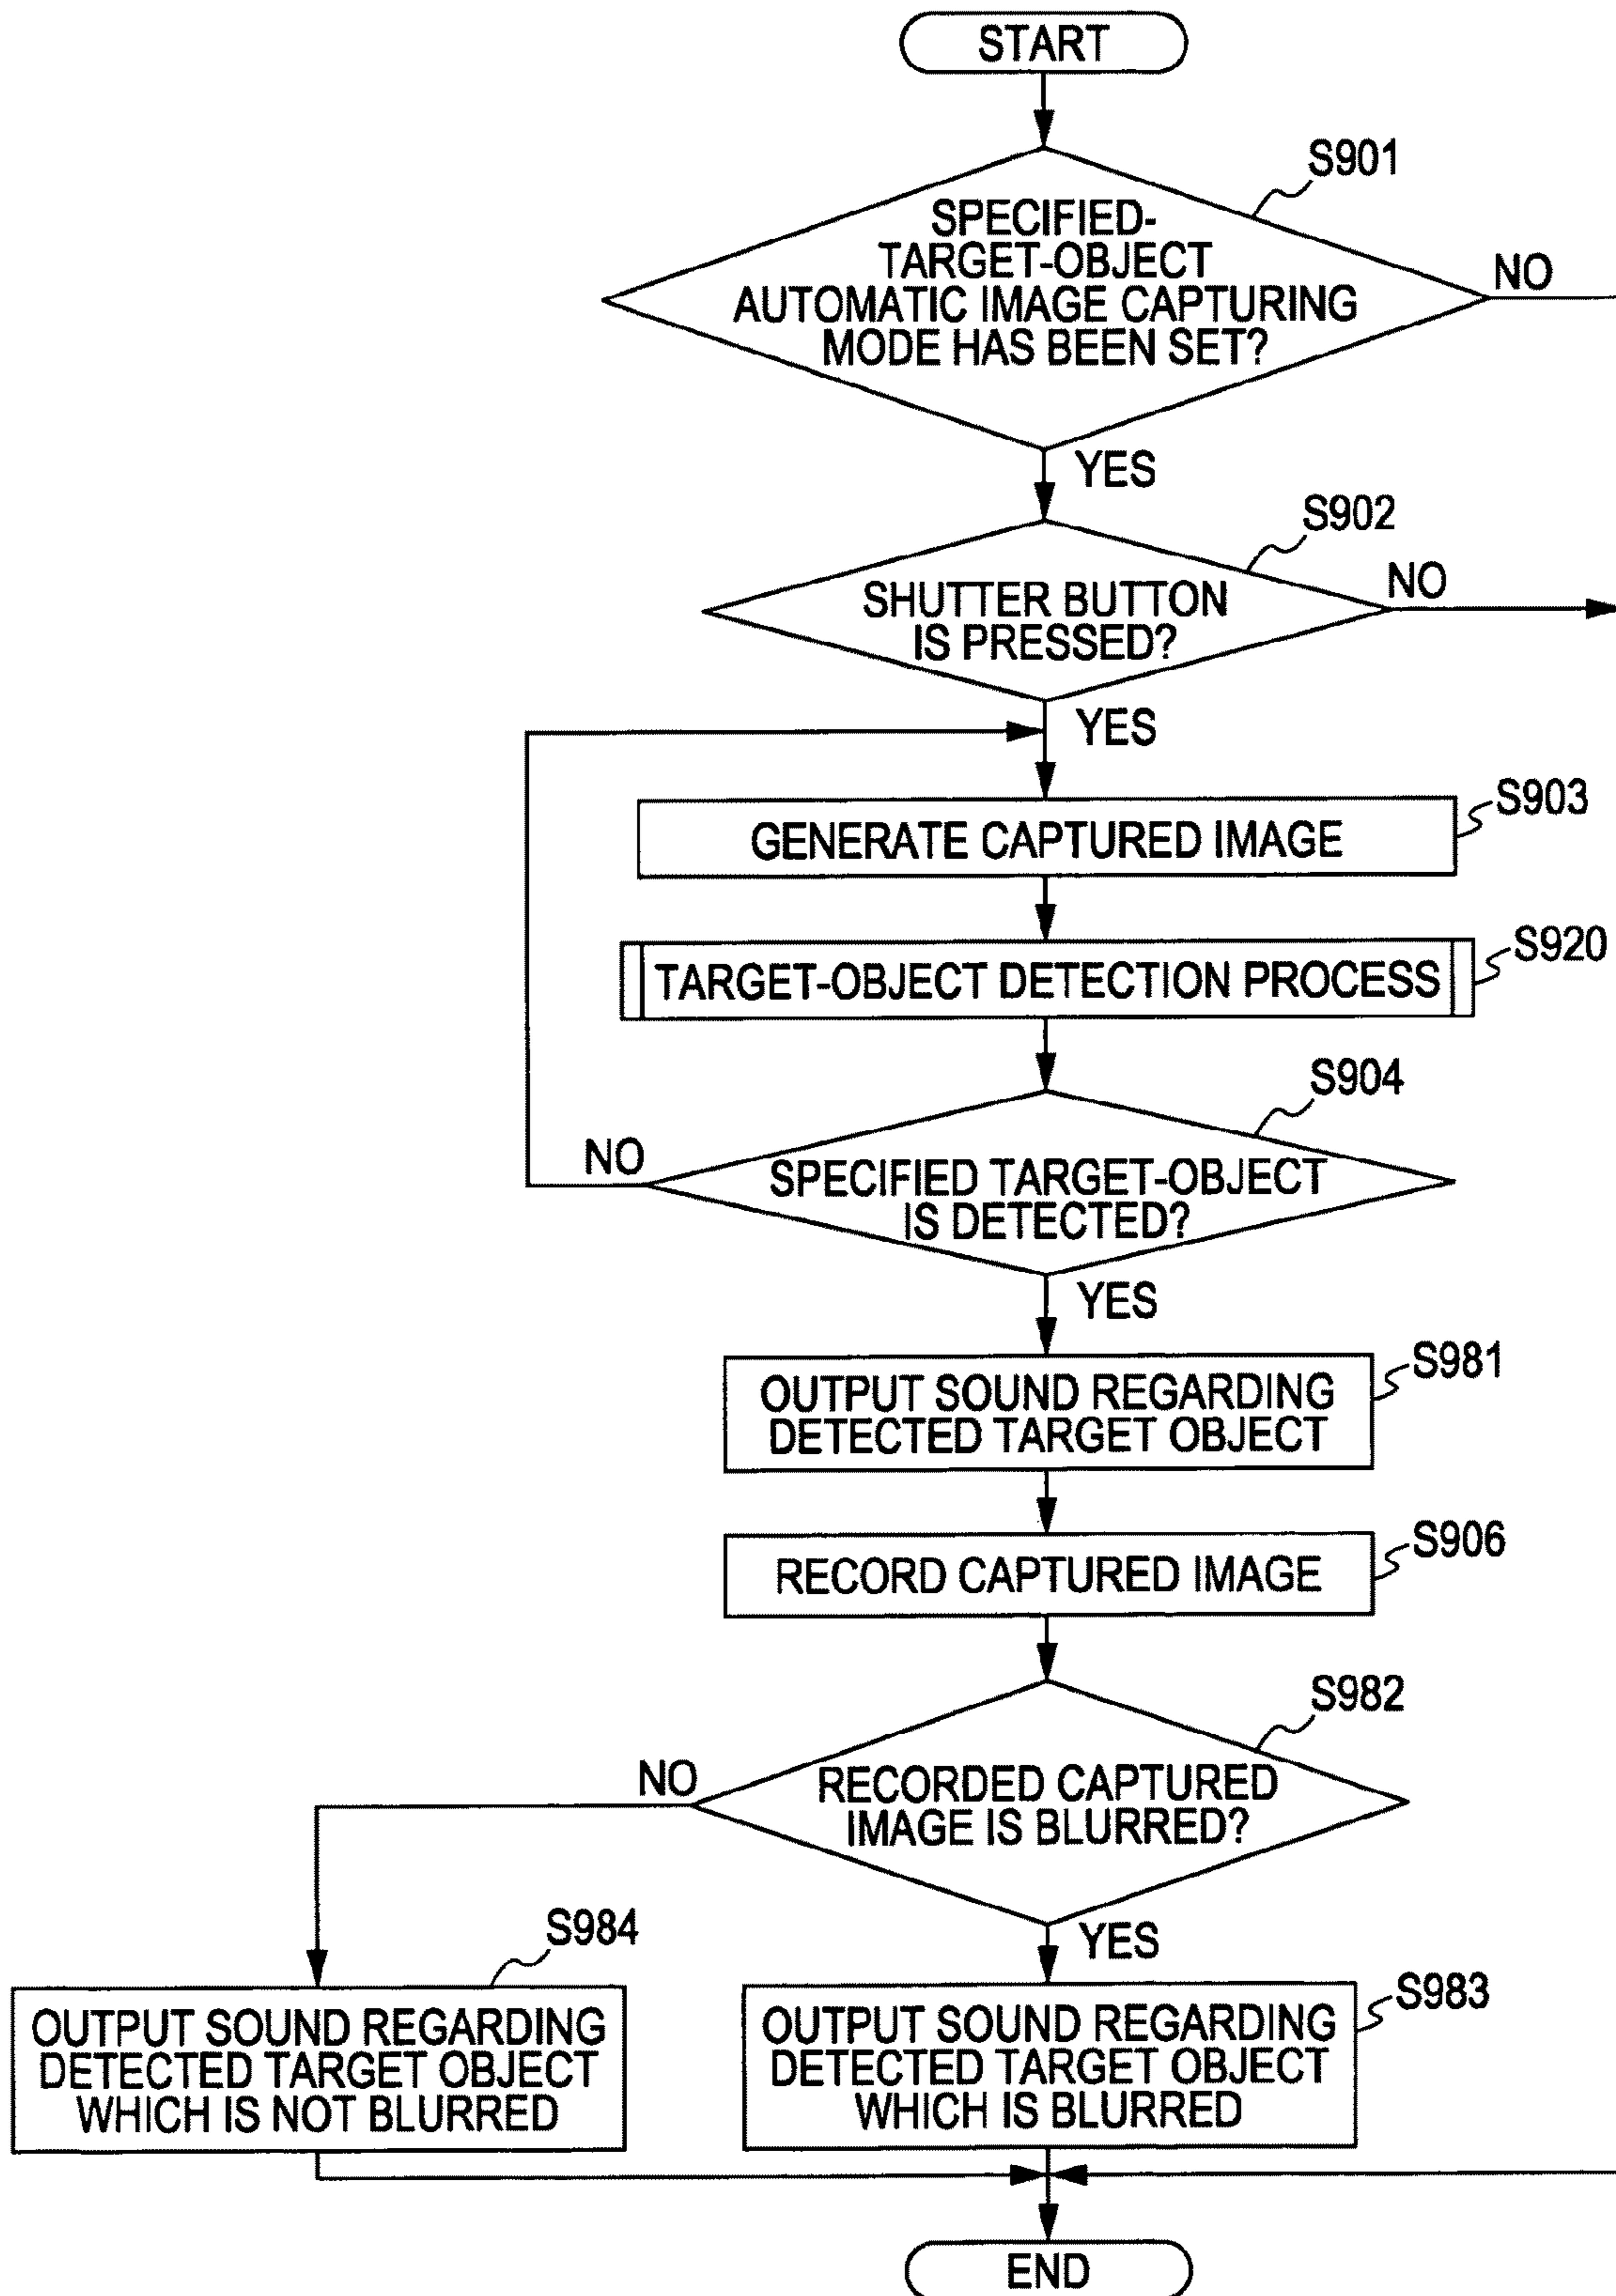 START
S901
SPECIFIED-
TARGET-OBJECT
AUTOMATIC IMAGE CAPTURING
MODE HAS BEEN SET?
NO
YES
S902
SHUTTER BUTTON
IS PRESSED?
NO
YES
S903
GENERATE CAPTURED IMAGE
S920
TARGET-OBJECT DETECTION PROCESS
S904
SPECIFIED TARGET-OBJECT
IS DETECTED?
NO
YES
S981
OUTPUT SOUND REGARDING
DETECTED TARGET OBJECT
S906
RECORD CAPTURED IMAGE
S982
RECORDED CAPTURED
IMAGE IS BLURRED?
NO
YES
S984
OUTPUT SOUND REGARDING
DETECTED TARGET OBJECT
WHICH IS NOT BLURRED
S983
OUTPUT SOUND REGARDING
DETECTED TARGET OBJECT
WHICH IS BLURRED
END